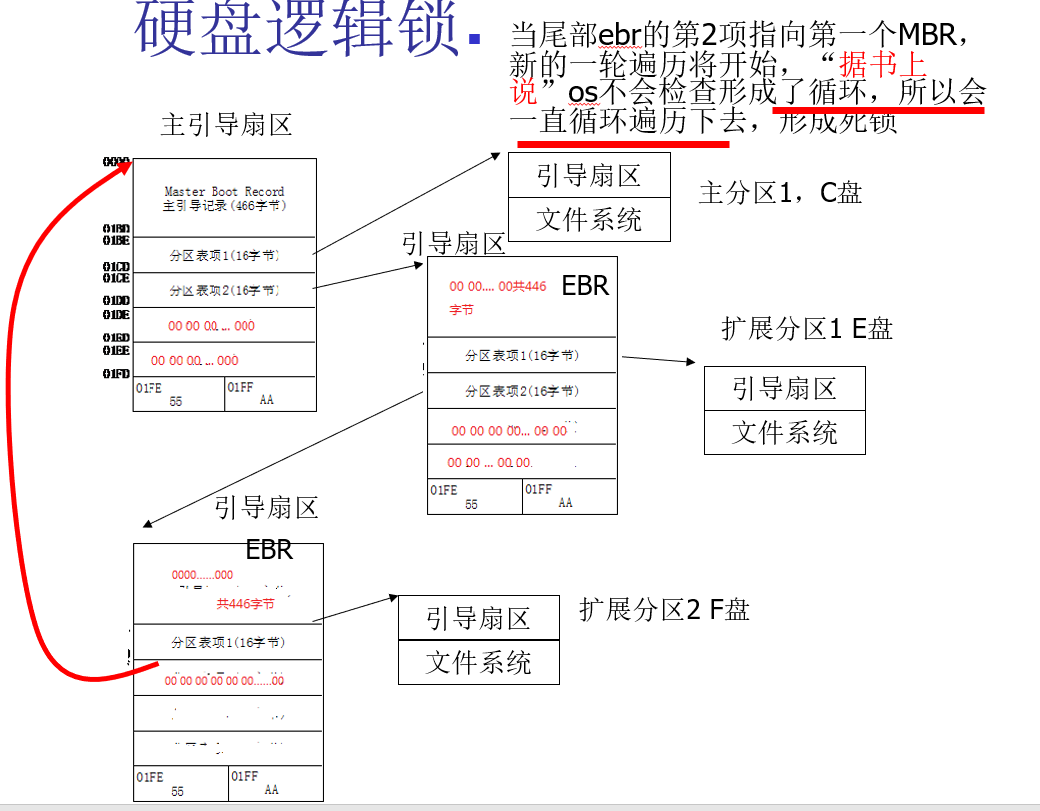 硬盘逻辑锁
当尾部ebr的第2项指向第一个MBR，
新的一轮遍历将开始，“据书上
说”os不会检查形成了循环，所以会
一直循环遍历下去，形成死锁
主引导扇区
0000
Master Boot Record
主引导记录(466字节)
01BD
01BE
分区表项1(16字节)
01CD
01CE
分区表项2(16字节)
01DD
01DE
00 00 00 ... 000
01ED
01EE
00 00 00 ... 000
01FD
01FE
55
01FF
AA
引导扇区
文件系统
主分区1，C盘
引导扇区
00 00.... 00共446
字节
EBR
分区表项1(16字节)
分区表项2(16字节)
00 00 00 00... 00 00
00 00 ... 00.00.
01FE
55
01FF
AA
扩展分区1 E盘
引导扇区
文件系统
引导扇区
EBR
0000......000
共446字节
分区表项1(16字节)
00 00 00 00 00 00......00
01FE
55
01FF
AA
引导扇区
文件系统
扩展分区2 F盘